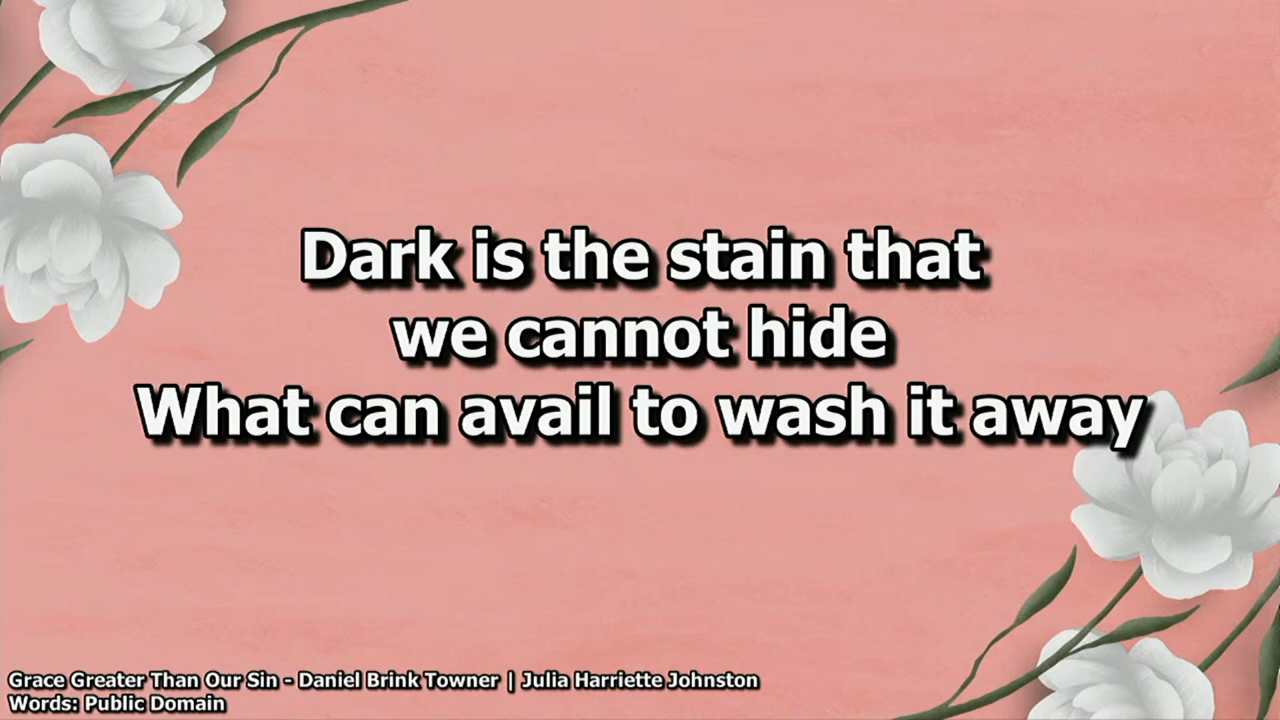 Dark is the stain that
we cannot hide
What can avail to wash it away
Grace Greater Than Our Sin - Daniel Brink Towner | Julia Harriette Johnston
Words: Public Domain